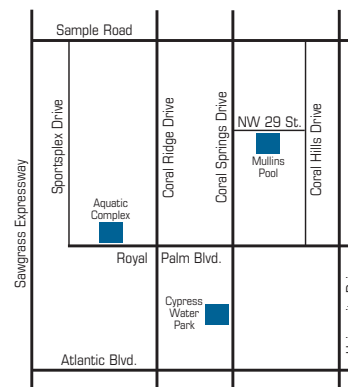 Sample Road
Sawgrass Expressway
Sportsplex Drive
Coral Ridge Drive
Coral Springs Drive
NW 29 St.
Coral Hills Drive
Mullins
Pool
Aquatic
Complex
Royal Palm Blvd.
Cypress
Water
Park
Atlantic Blvd.